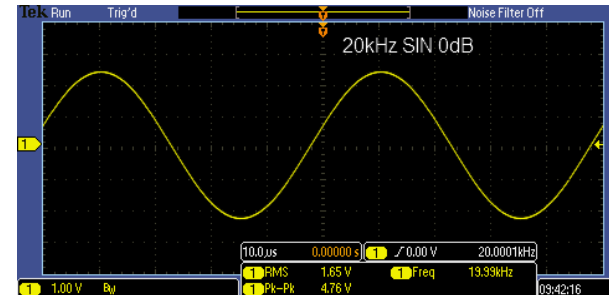 Tek Run Trig'd Noise Filter Off
20kHz SIN 0dB
1
10.0µs 0.00000 s 1 0.00 V 20.0001kHz
1 RMS 1.65 V 1 Freq 19.99kHz
1 Pk-Pk 4.76 V
1 1.00 V BW 09:42:16